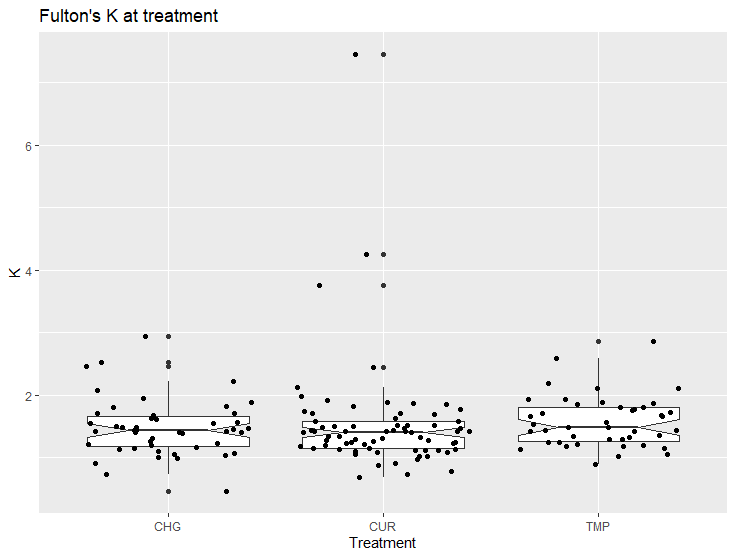 Fulton's K at treatment
6
4
2
K
CHG CUR TMP
Treatment